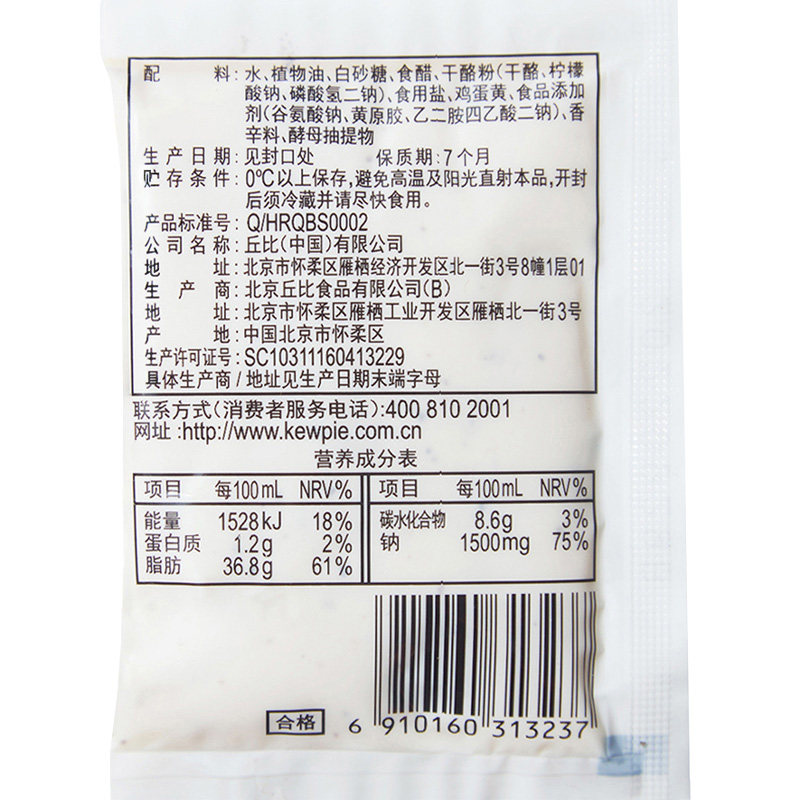 配 料:水、植物油、白砂糖、食醋、干酪粉(干酪、柠檬
酸钠、磷酸氢二钠)、食用盐、鸡蛋黄、食品添加
剂(谷氨酸钠、黄原胶、乙二胺四乙酸二钠)、香
辛料、酵母抽提物
生产日期:见封口处 保质期:7个月
贮存条件:0℃以上保存,避免高温及阳光直射本品,开封
后须冷藏并请尽快食用。
产品标准号:Q/HRQBS0002
公司名称:丘比(中国)有限公司
地 址:北京市怀柔区雁栖经济开发区北一街3号8幢1层01
生 产 商:北京丘比食品有限公司(B)
地 址:北京市怀柔区雁栖工业开发区雁栖北一街3号
产 地:中国北京市怀柔区
生产许可证号:SC10311160413229
具体生产商/地址见生产日期末端字母
联系方式(消费者服务电话):400 810 2001
网址:http://www.kewpie.com.cn
营养成分表
项目 每100mL NRV% 项目 每100mL NRV%
能量 1528kJ 18% 碳水化合物 8.6g 3%
蛋白质 1.2g 2% 钠 1500mg 75%
脂肪 36.8g 61%
合格 6 910160 313237